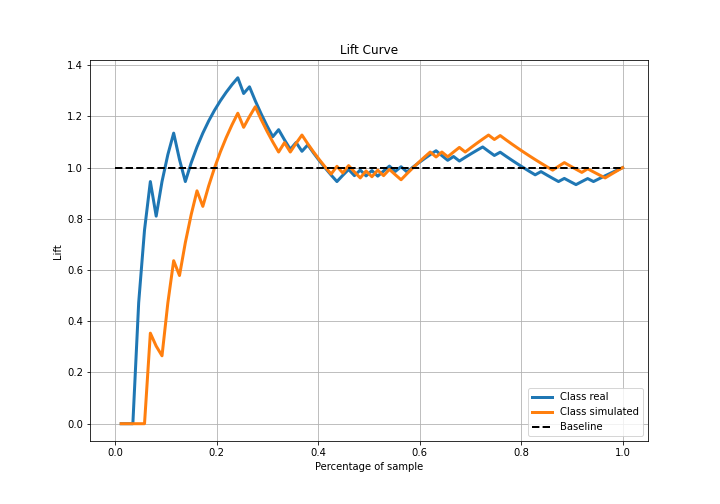 Lift Curve
1.4
1.2
1.0
0.8
0.6
0.4
0.2
0.0
Lift
0.0 0.2 0.4 0.6 0.8 1.0
Percentage of sample
Class real
Class simulated
Baseline